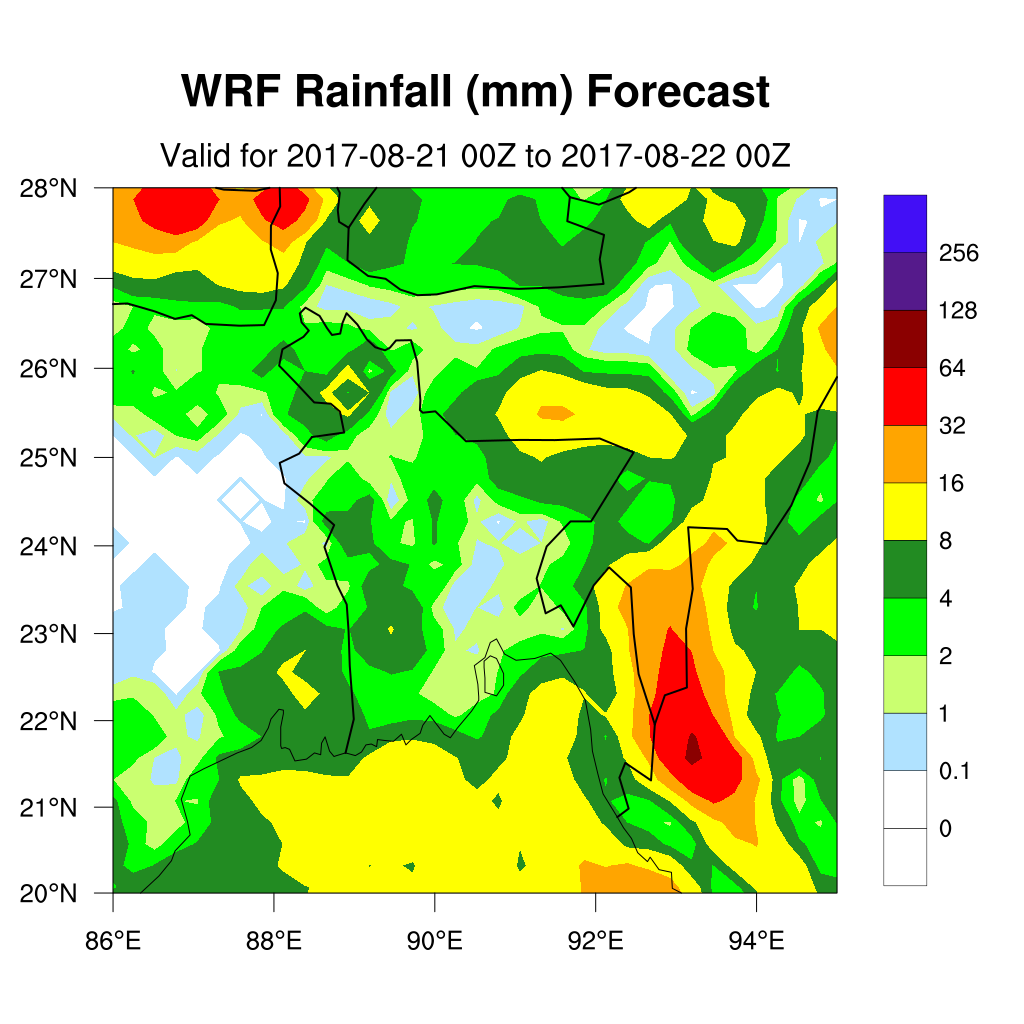 WRF Rainfall (mm) Forecast
Valid for 2017-08-21 00Z to 2017-08-22 00Z
28°N
27°N
26°N
25°N
24°N
23°N
22°N
21°N
20°N
86°E 88°E 90°E 92°E 94°E
256
128
64
32
16
8
4
2
1
0.1
0